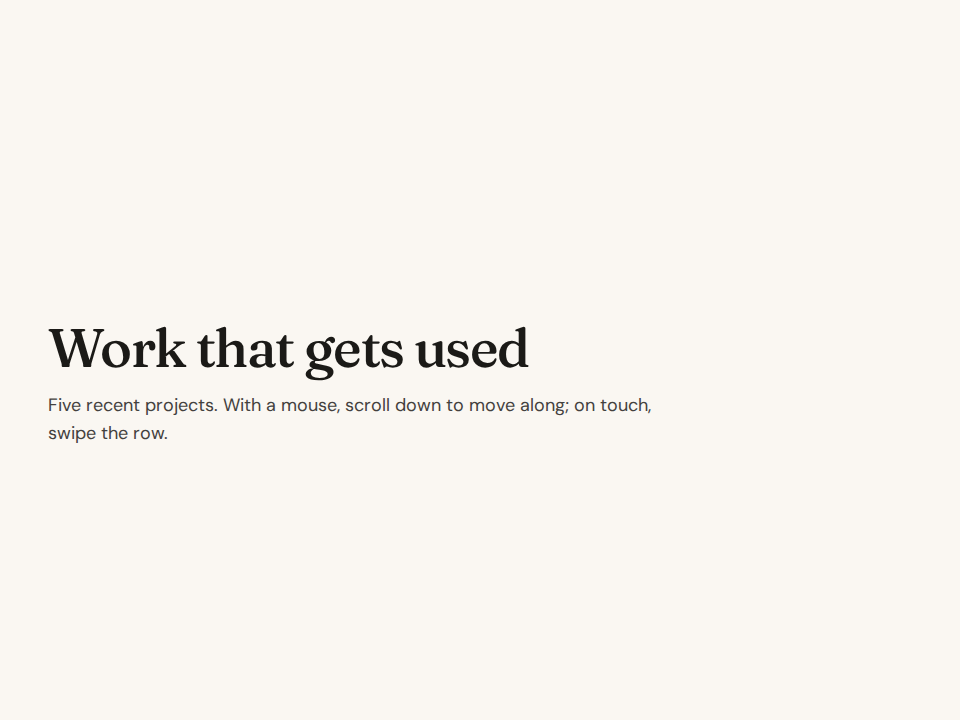 Work that gets used
Five recent projects. With a mouse, scroll down to move along; on touch,
swipe the row.